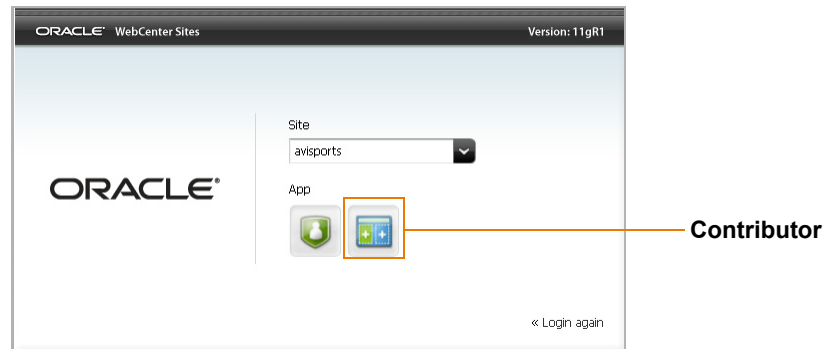 ORACLE® WebCenter Sites
Version: 11gR1
Site
avisports
ORACLE®
App
Contributor
« Login again